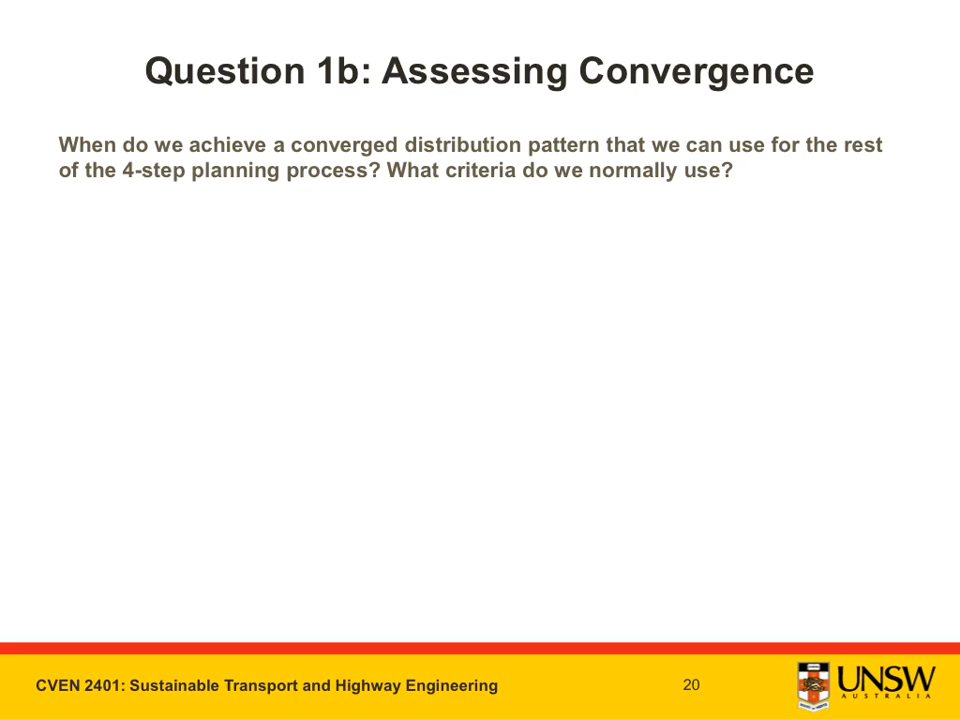 Question 1b: Assessing Convergence
When do we achieve a converged distribution pattern that we can use for the rest
of the 4-step planning process? What criteria do we normally use?
CVEN 2401: Sustainable Transport and Highway Engineering
20
UNSW
AUSTRALIA